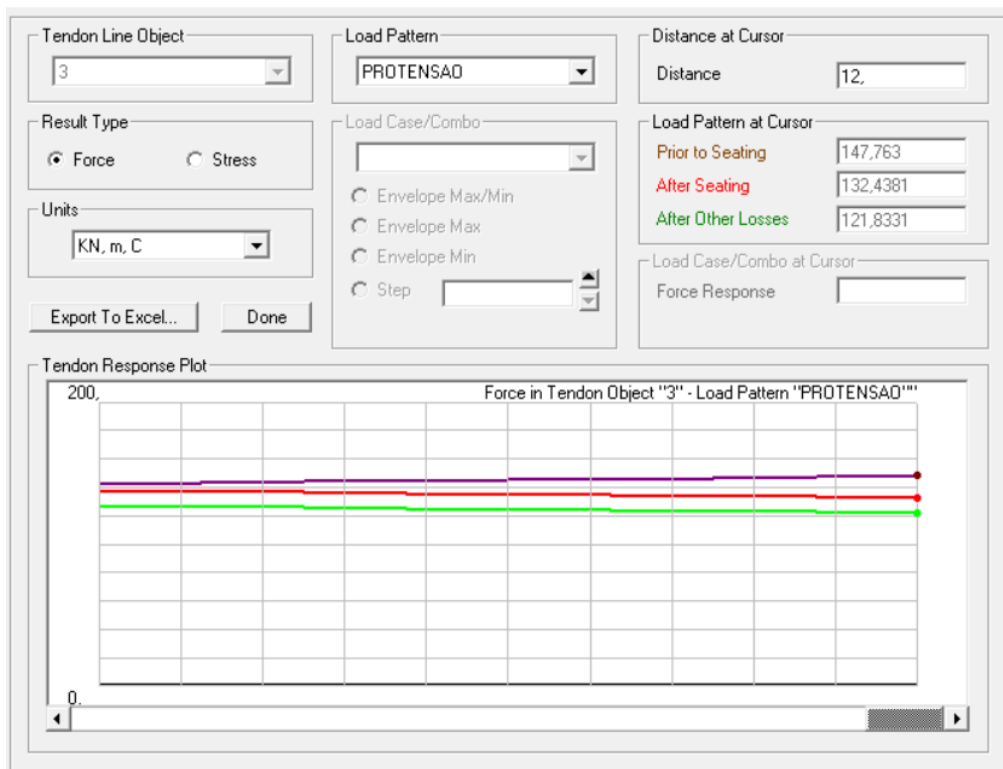 Tendon Line Object
3
Load Pattern
PROTENSAO
Distance at Cursor
Distance
12,
Result Type
Force
Stress
Load Case/Combo
Envelope Max/Min
Envelope Max
Envelope Min
Step
Load Pattern at Cursor
Prior to Seating
147,763
After Seating
132,4381
After Other Losses
121,8331
Units
KN, m, C
Load Case/Combo at Cursor
Force Response
Export To Excel...
Done
Tendon Response Plot
200,
Force in Tendon Object "3" - Load Pattern "PROTENSAO""
0,